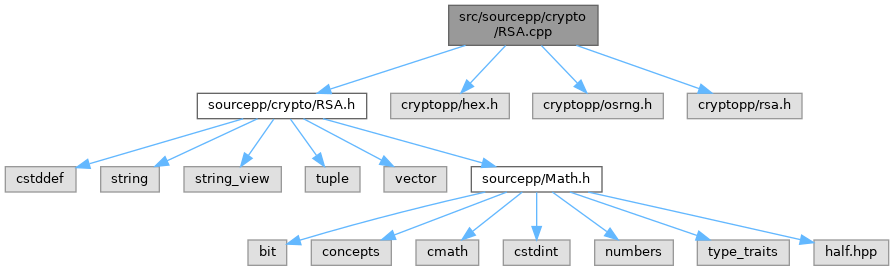 src/sourcepp/crypto
/RSA.cpp
sourcepp/crypto/RSA.h
cryptopp/hex.h
cryptopp/osrng.h
cryptopp/rsa.h
cstddef
string
string_view
tuple
vector
sourcepp/Math.h
bit
concepts
cmath
cstdint
numbers
type_traits
half.hpp